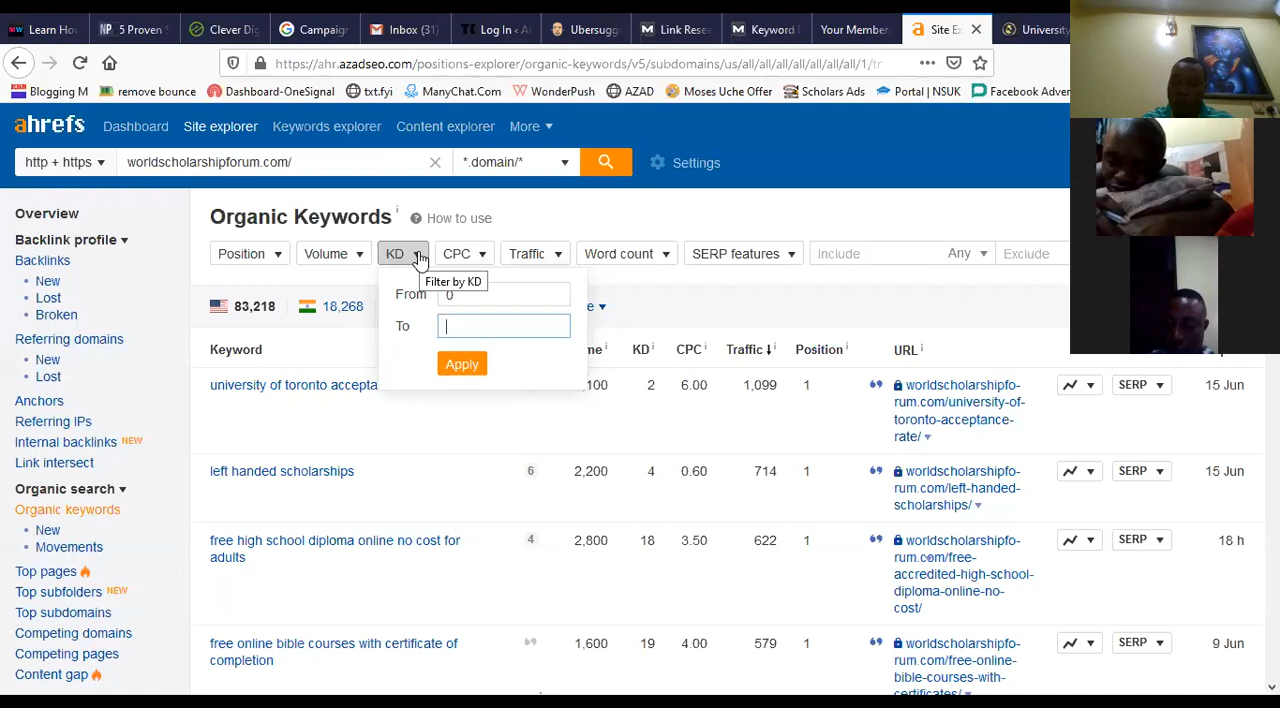 Learn Ho
5 Proven S
Clever Dig
Campaig
Inbox (31)
Log In ‹ A
Ubersugg
Link Rese
Keyword
Your Membe
Site Ex
University
https://ahr.azadseo.com/positions-explorer/organic-keywords/v5/subdomains/us/all/all/all/all/all/all/all/1/tr
Blogging M
remove bounce
Dashboard-OneSignal
txt.fyi
ManyChat.Com
WonderPush
AZAD
Moses Uche Offer
Scholars Ads
Portal | NSUK
Facebook Adver
ahrefs
Dashboard
Site explorer
Keywords explorer
Content explorer
More
http + https
worldscholarshipforum.com/
*.domain/*
Settings
Overview
Backlink profile
Backlinks
New
Lost
Broken
Referring domains
New
Lost
Anchors
Referring IPs
Internal backlinks NEW
Link intersect
Organic search
Organic keywords
New
Movements
Top pages
Top subfolders NEW
Top subdomains
Competing domains
Competing pages
Content gap
Organic Keywords
How to use
Position
Volume
KD
CPC
Traffic
Word count
SERP features
Include
Any
Exclude
Filter by KD
From 0
To
Apply
83,218
18,268
Keyword
KD
CPC
Traffic
Position
URL
university of toronto accepta
2
6.00
1,099
1
worldscholarshipfo-
rum.com/university-of-
toronto-acceptance-
rate/
SERP
15 Jun
left handed scholarships
6
2,200
4
0.60
714
1
worldscholarshipfo-
rum.com/left-handed-
scholarships/
SERP
15 Jun
free high school diploma online no cost for
adults
4
2,800
18
3.50
622
1
worldscholarshipfo-
rum.com/free-
accredited-high-school-
diploma-online-no-
cost/
SERP
18 h
free online bible courses with certificate of
completion
1,600
19
4.00
579
1
worldscholarshipfo-
rum.com/free-online-
bible-courses-with-
certificates/
SERP
9 Jun